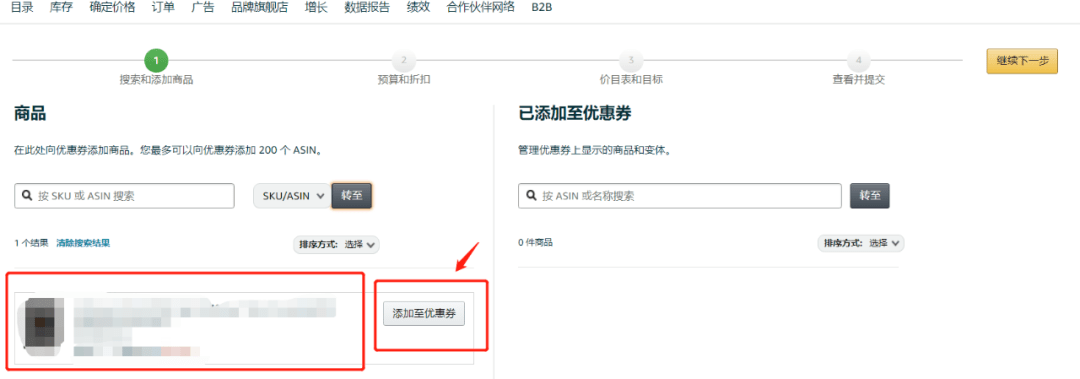 目录 库存 确定价格 订单 广告 品牌旗舰店 增长 数据报告 绩效 合作伙伴网络 B2B
1 2 3 4 继续下一步
搜索和添加商品 预算和折扣 价目表和目标 查看并提交
商品 已添加至优惠券
在此处向优惠券添加商品。您最多可以向优惠券添加 200 个 ASIN。 管理优惠券上显示的商品和变体。
按 SKU 或 ASIN 搜索 SKU/ASIN 转至 按 ASIN 或名称搜索 转至
1 个结果 清除搜索结果 排序方式: 选择 0 件商品 排序方式: 选择
添加至优惠券